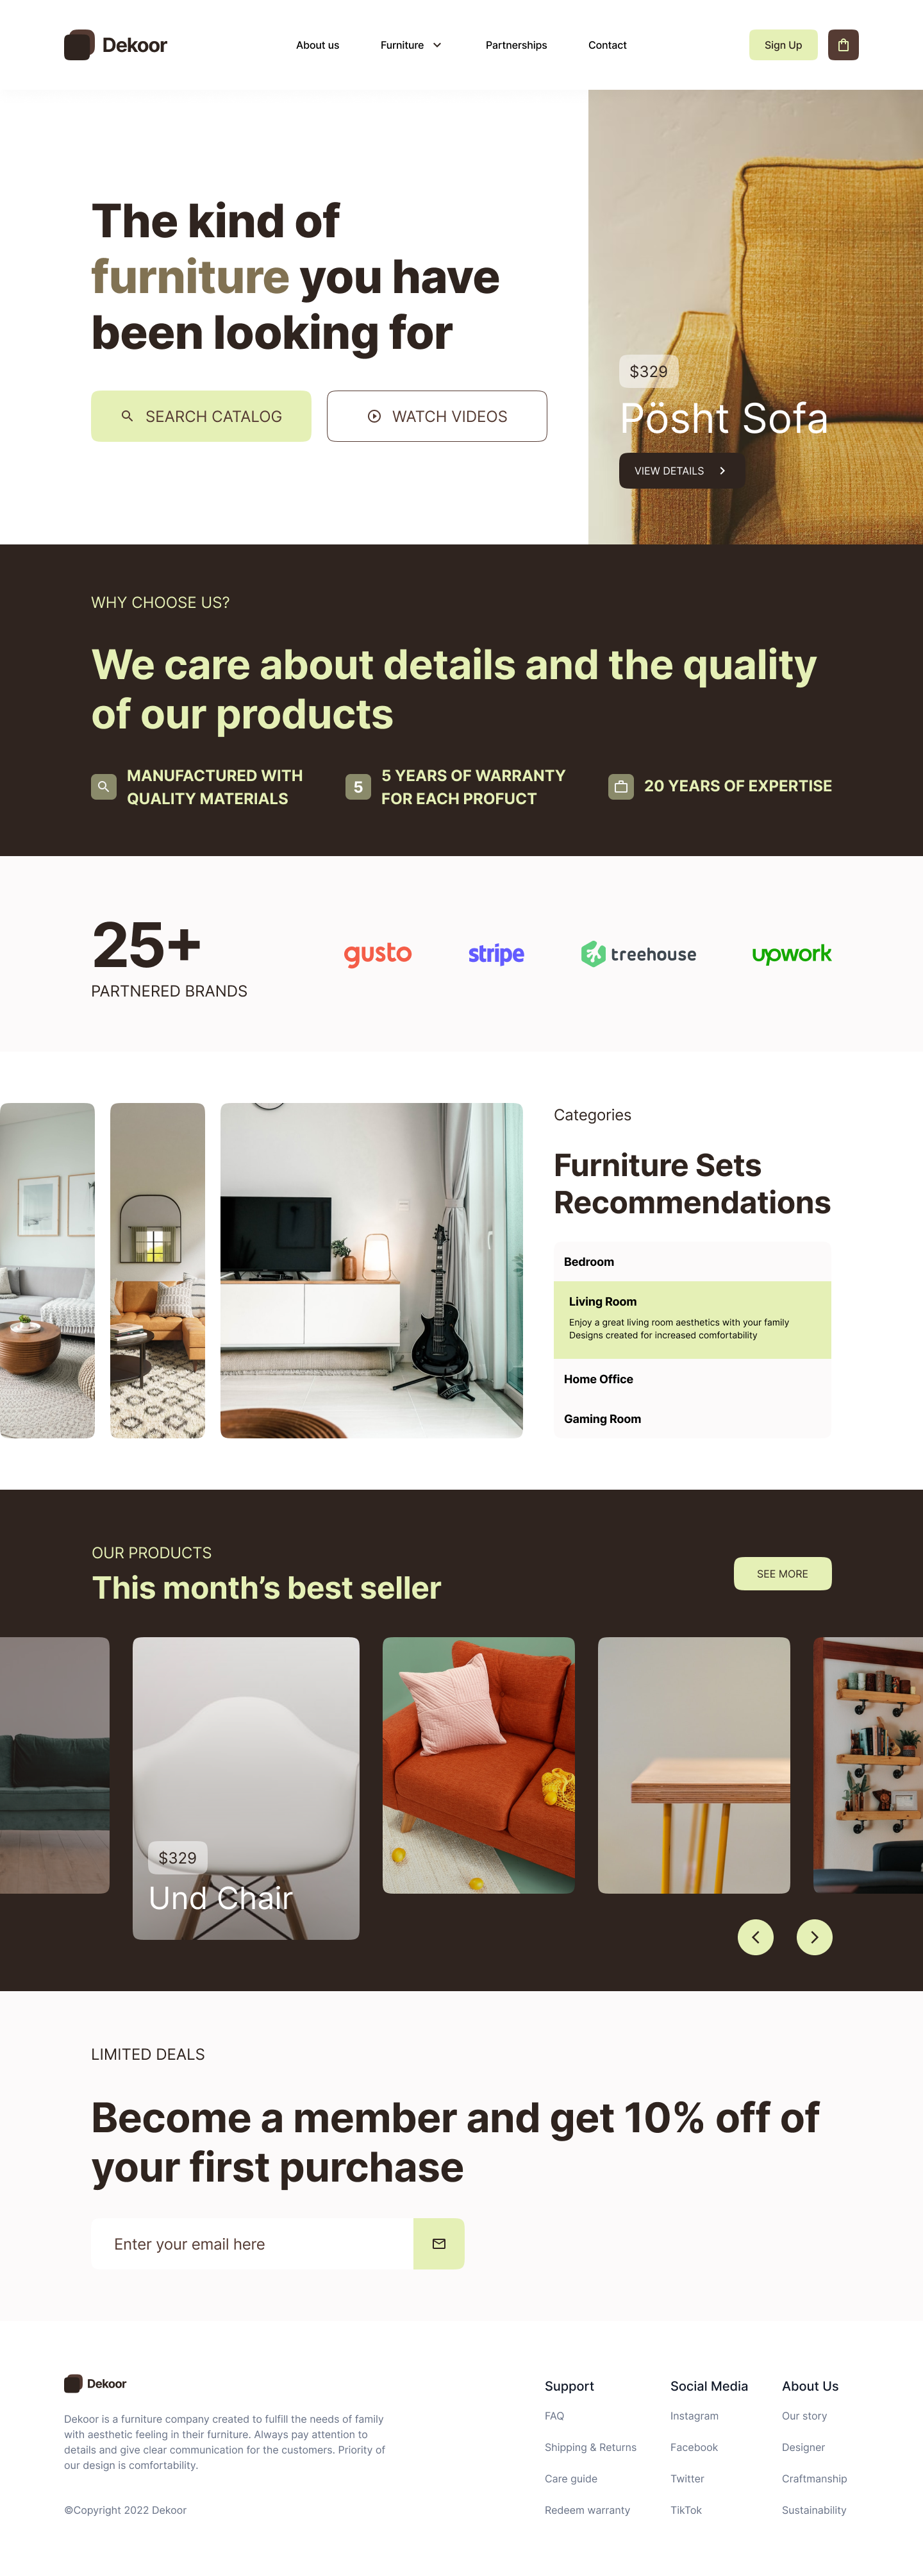 Dekoor
About us
Furniture
Partnerships
Contact
Sign Up
The kind of
furniture you have
been looking for
SEARCH CATALOG
WATCH VIDEOS
$329
Pösht Sofa
VIEW DETAILS
WHY CHOOSE US?
We care about details and the quality
of our products
MANUFACTURED WITH
QUALITY MATERIALS
5
5 YEARS OF WARRANTY
FOR EACH PROFUCT
20 YEARS OF EXPERTISE
25+
PARTNERED BRANDS
gusto
stripe
treehouse
upwork
Categories
Furniture Sets
Recommendations
Bedroom
Living Room
Enjoy a great living room aesthetics with your family
Designs created for increased comfortability
Home Office
Gaming Room
OUR PRODUCTS
This month’s best seller
SEE MORE
$329
Und Chair
LIMITED DEALS
Become a member and get 10% off of
your first purchase
Enter your email here
Dekoor
Dekoor is a furniture company created to fulfill the needs of family
with aesthetic feeling in their furniture. Always pay attention to
details and give clear communication for the customers. Priority of
our design is comfortability.
©Copyright 2022 Dekoor
Support
FAQ
Shipping & Returns
Care guide
Redeem warranty
Social Media
Instagram
Facebook
Twitter
TikTok
About Us
Our story
Designer
Craftmanship
Sustainability